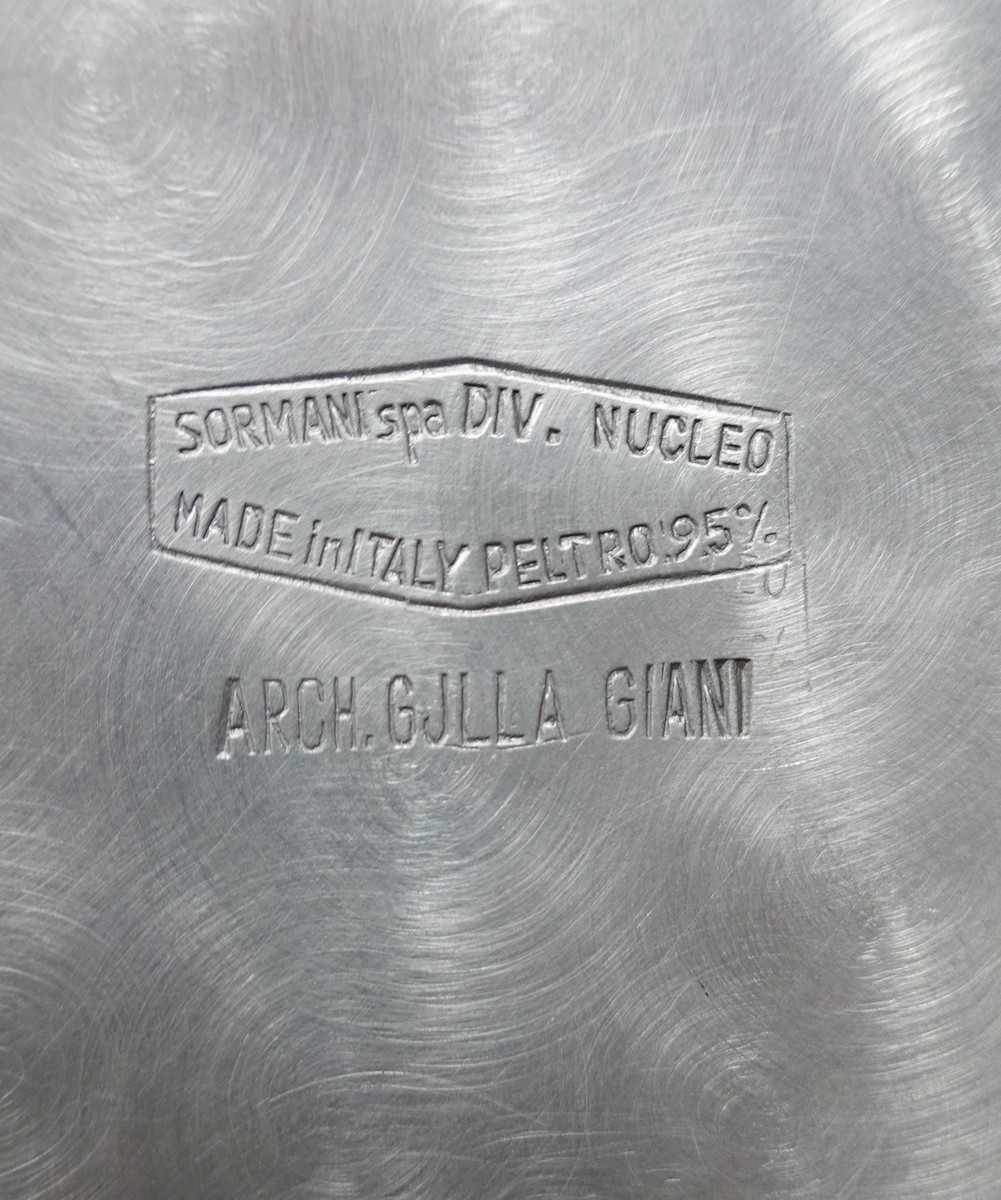 SORMANI spa DIV. NUCLEO
MADE in ITALY PELTRO 95%
ARCH. GJLLA GIANI